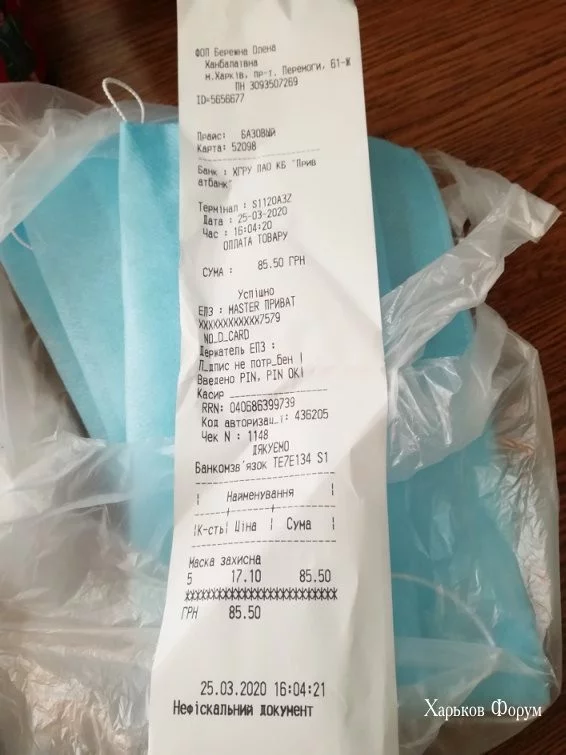 ФОП Бережна Олена
Канбалаївна
м.Харків, пр-т. Перемоги, 61-Ж
ПН 3093507269
ID=5656677
Прайс: БАЗОВЫЙ
Карта: 52098
Банк : ХГРУ ПАО КБ "Прив
атбанк"
Термінал : S1120A3Z
Дата : 25-03-2020
Час : 16:04:20
ОПЛАТА ТОВАРУ
СУМА : 85.50 ГРН
Успішно
ЕПЗ : MASTER ПРИВАТ
XXXXXXXXXXXX7579
NO_D_CARD
Держатель ЕПЗ :
П_дпис не потр_бен |
Введено PIN, PIN OK|
Касир
RRN: 040686399739
Код авторизац_ї: 436205
Чек N : 1148
ДЯКУЄМО
Банкомзв'язок TE7E134 S1
| Найменування |
|К-сть| Ціна | Сума |
Маска захисна
5 17.10 85.50
XXXXXXXXXXXXXXXXXXXXXXXX
ГРН 85.50
25.03.2020 16:04:21
Нефіскальний документ
Харьков Форум